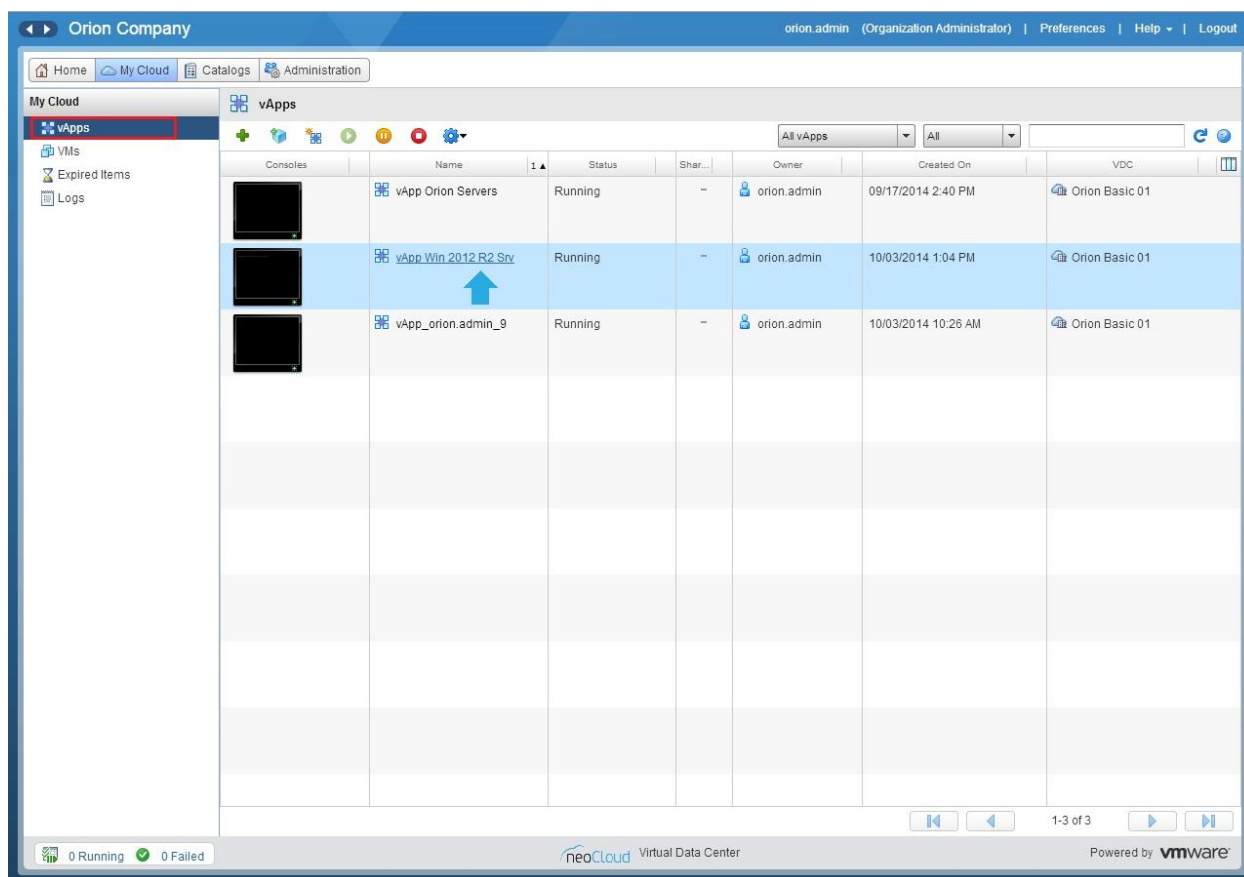 Orion Company orion.admin (Organization Administrator) | Preferences | Help | Logout
Home My Cloud Catalogs Administration
My Cloud vApps
vApps
All vApps All
VMs
Consoles Name 1 Status Shar... Owner Created On VDC
Expired Items
Logs
vApp Orion Servers Running - orion.admin 09/17/2014 2:40 PM Orion Basic 01
vApp Win 2012 R2 Srv Running - orion.admin 10/03/2014 1:04 PM Orion Basic 01
vApp_orion.admin_9 Running - orion.admin 10/03/2014 10:26 AM Orion Basic 01
1-3 of 3
0 Running 0 Failed neoCloud Virtual Data Center Powered by vmware